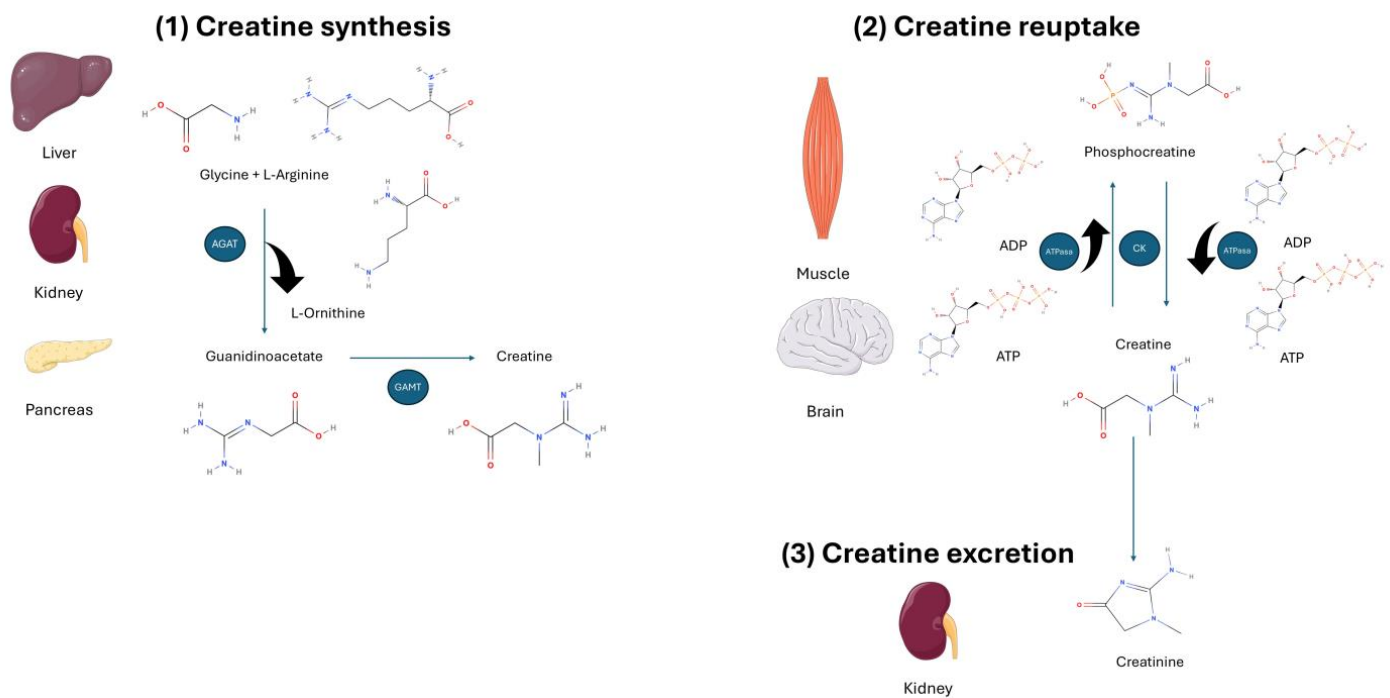 (1) Creatine synthesis
Liver
Glycine + L-Arginine
Kidney
AGAT
L-Ornithine
Guanidinoacetate
Creatine
GAMT
Pancreas
(2) Creatine reuptake
Phosphocreatine
Muscle
ADP
ATPasa
CK
ATPasa
ADP
ATP
Creatine
ATP
Brain
(3) Creatine excretion
Kidney
Creatinine